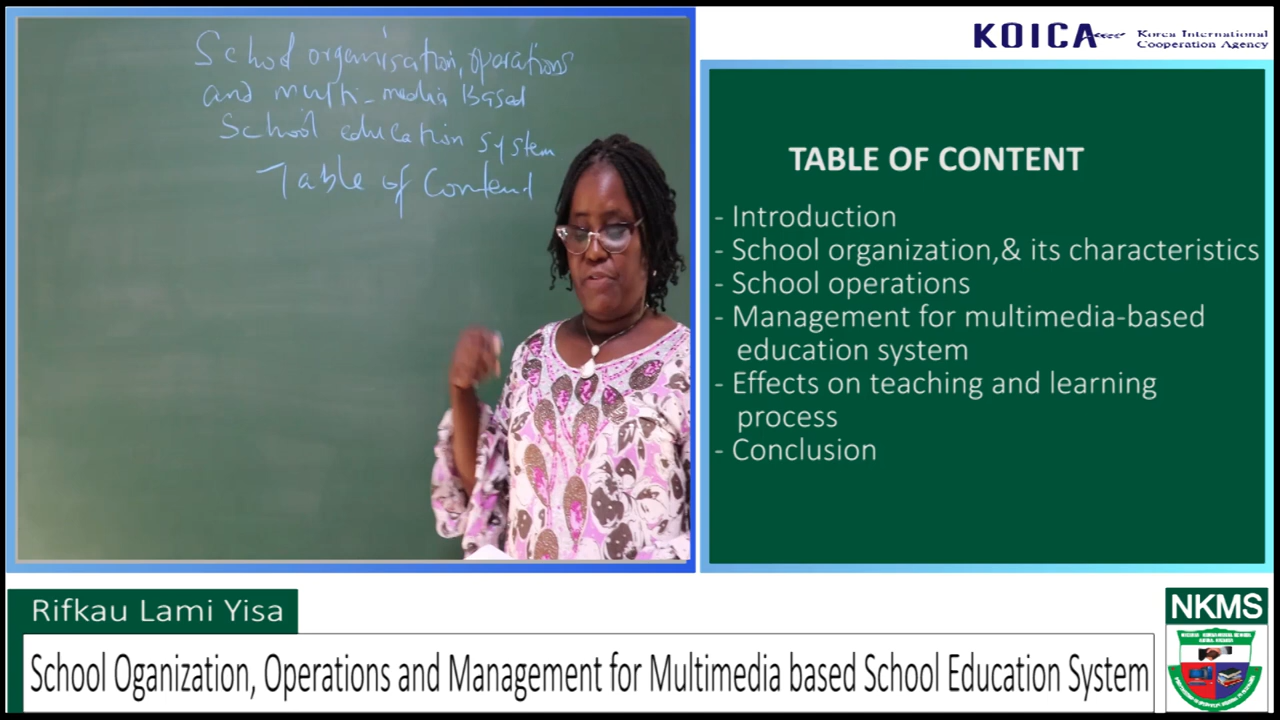 School organisation, operations
and multi-media Based
School education system
Table of Content
KOICA
Korea International
Cooperation Agency
TABLE OF CONTENT
- Introduction
- School organization,& its characteristics
- School operations
- Management for multimedia-based
education system
- Effects on teaching and learning
process
- Conclusion
Rifkau Lami Yisa
School Oganization, Operations and Management for Multimedia based School Education System
NKMS